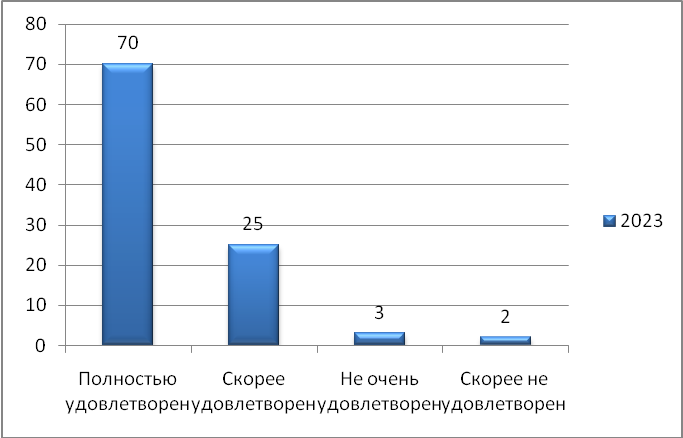 80
70
60
50
40
30
20
10
0
70
25
3
2
Полностью
удовлетворен
Скорее
удовлетворен
Не очень
удовлетворен
Скорее не
удовлетворен
2023